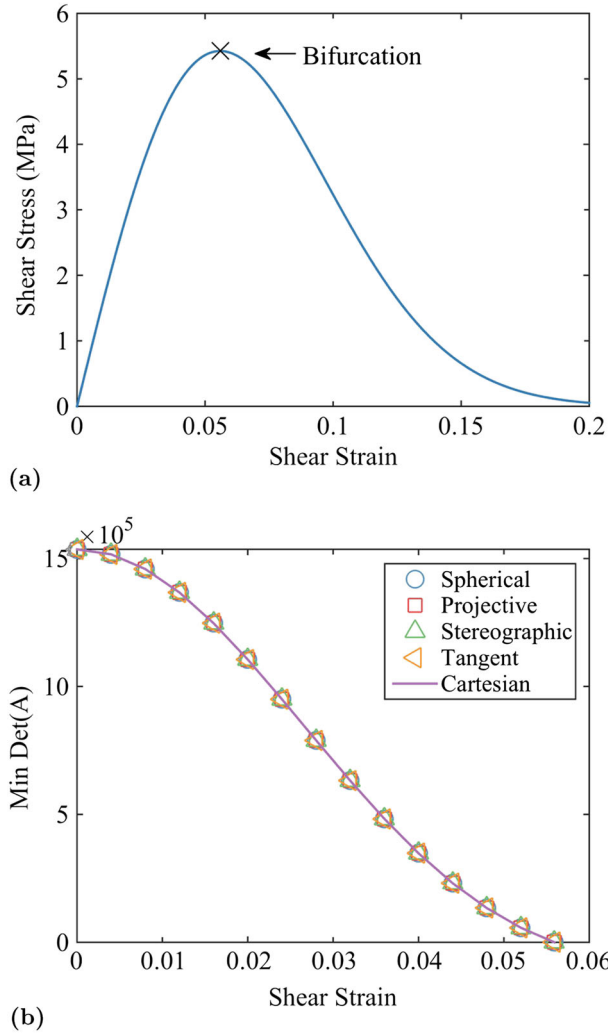 6
5
4
3
2
1
0
Shear Stress (MPa)
Bifurcation
0 0.05 0.1 0.15 0.2
Shear Strain
(a)
×10⁵
15
10
5
0
Min Det(A)
Spherical
Projective
Stereographic
Tangent
Cartesian
0 0.01 0.02 0.03 0.04 0.05 0.06
Shear Strain
(b)